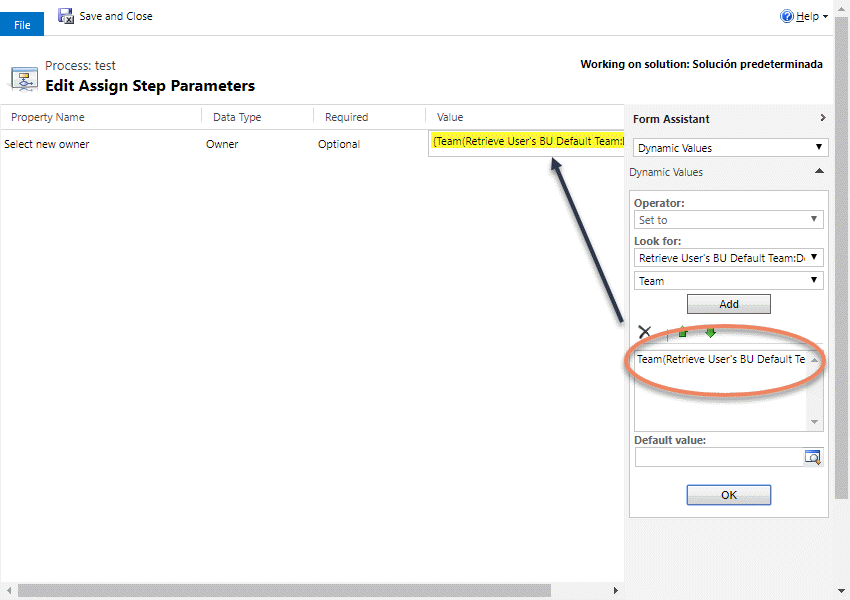 File
Save and Close
Help
Process: test
Edit Assign Step Parameters
Working on solution: Solución predeterminada
Property Name Data Type Required Value
Select new owner Owner Optional {Team(Retrieve User's BU Default Team:
Form Assistant
Dynamic Values
Dynamic Values
Operator:
Set to
Look for:
Retrieve User's BU Default Team:
Team
Add
Team(Retrieve User's BU Default Te
Default value:
OK